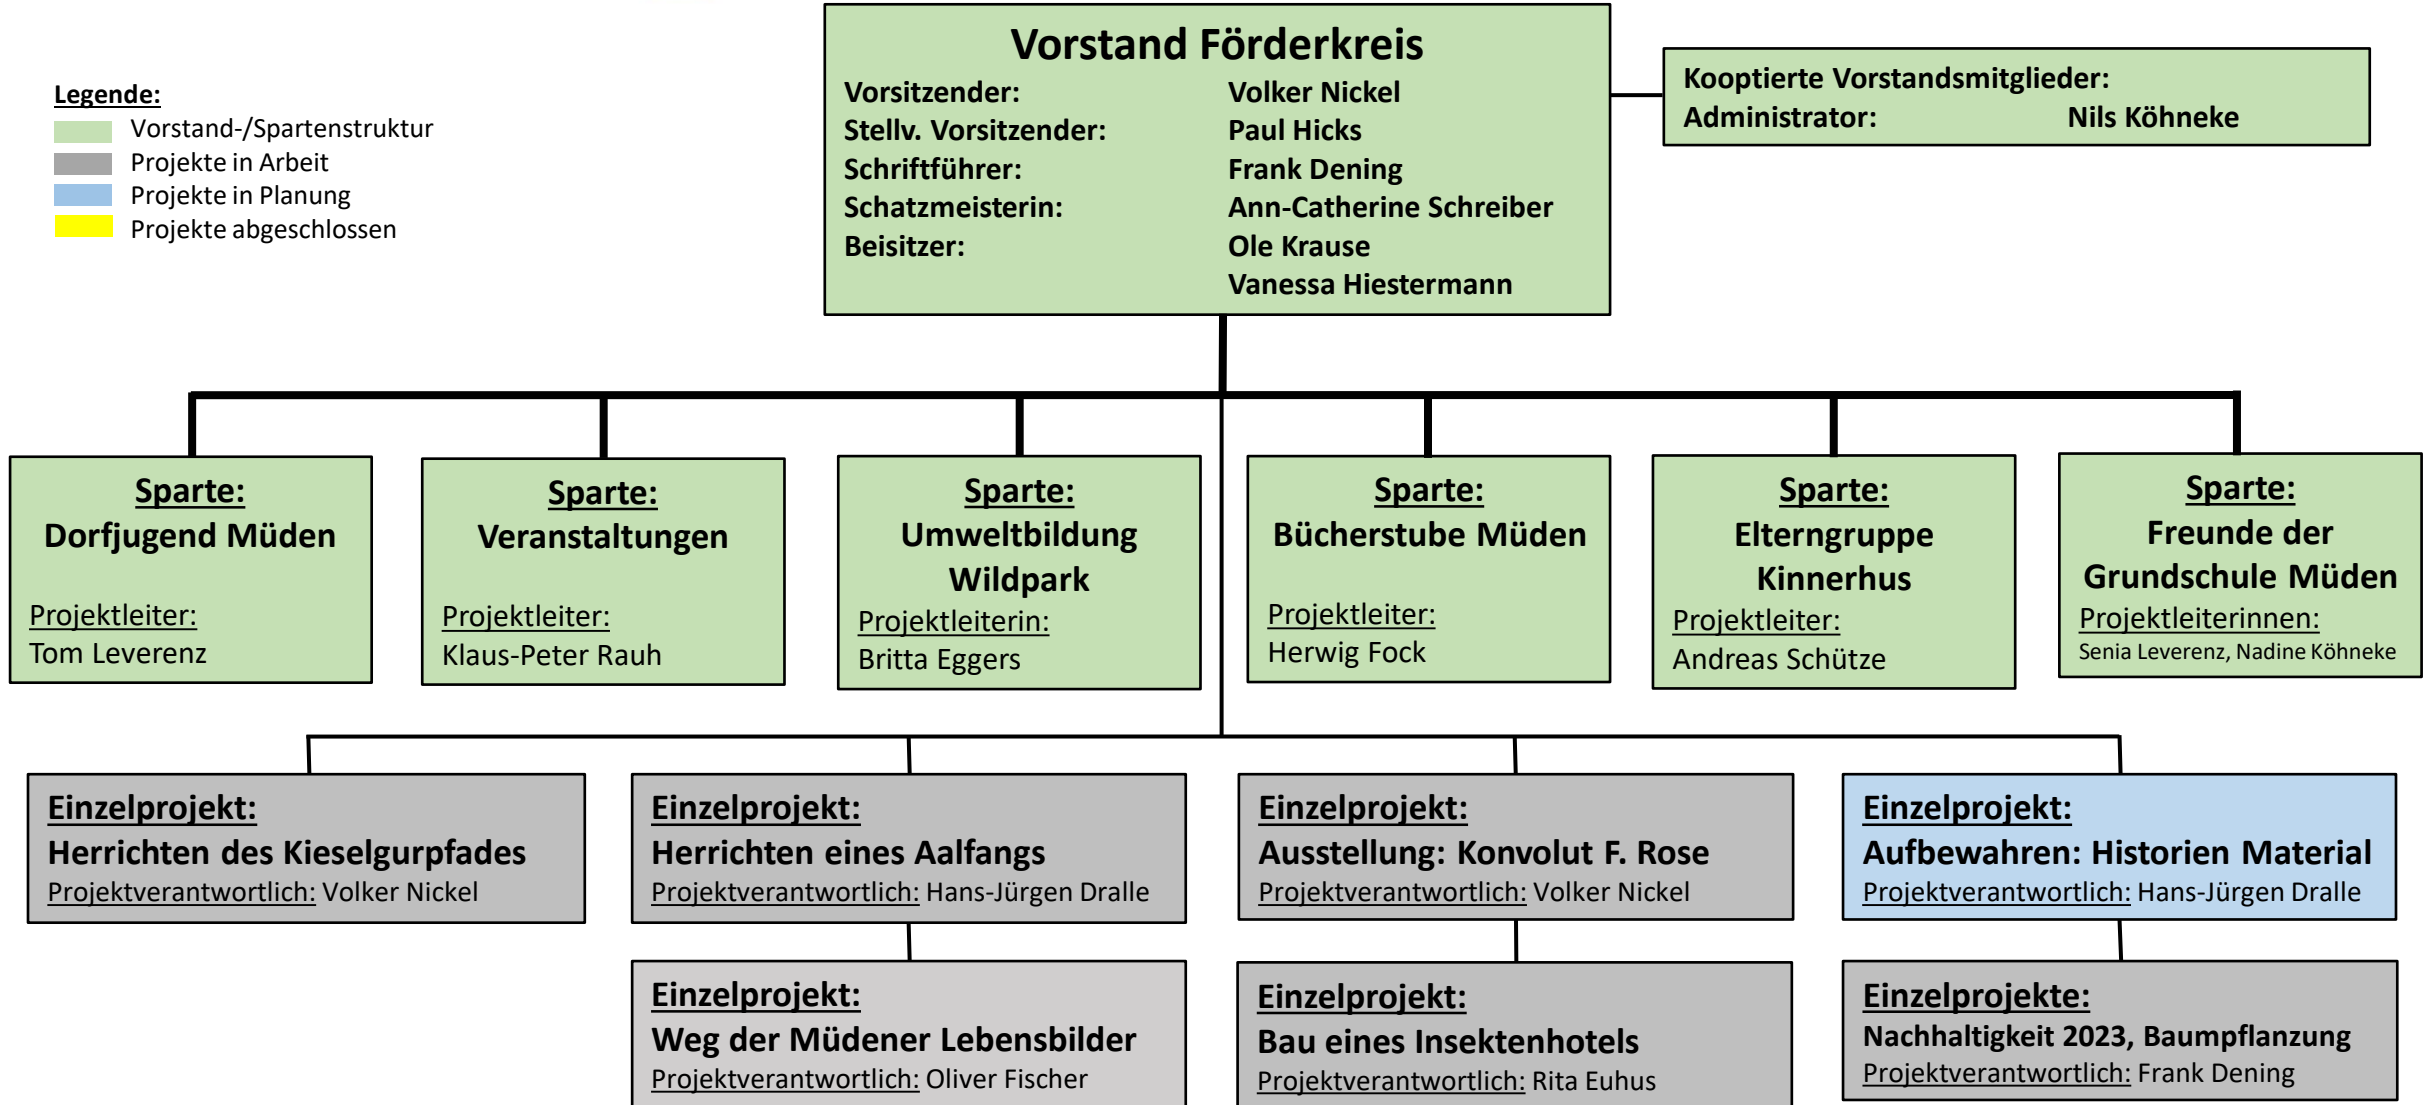 Vorstand Förderkreis
Vorsitzender: Volker Nickel
Stellv. Vorsitzender: Paul Hicks
Schriftführer: Frank Dening
Schatzmeisterin: Ann-Catherine Schreiber
Beisitzer: Ole Krause
Vanessa Hiestermann
Kooptierte Vorstandsmitglieder:
Administrator: Nils Köhneke
Legende:
Vorstand-/Spartenstruktur
Projekte in Arbeit
Projekte in Planung
Projekte abgeschlossen
Sparte:
Dorfjugend Müden
Projektleiter:
Tom Leverenz
Sparte:
Veranstaltungen
Projektleiter:
Klaus-Peter Rauh
Sparte:
Umweltbildung
Wildpark
Projektleiterin:
Britta Eggers
Sparte:
Bücherstube Müden
Projektleiter:
Herwig Fock
Sparte:
Elterngruppe
Kinnerhus
Projektleiter:
Andreas Schütze
Sparte:
Freunde der
Grundschule Müden
Projektleiterinnen:
Senia Leverenz, Nadine Köhneke
Einzelprojekt:
Herrichten des Kieselgurpfades
Projektverantwortlich: Volker Nickel
Einzelprojekt:
Herrichten eines Aalfangs
Projektverantwortlich: Hans-Jürgen Dralle
Einzelprojekt:
Ausstellung: Konvolut F. Rose
Projektverantwortlich: Volker Nickel
Einzelprojekt:
Aufbewahren: Historien Material
Projektverantwortlich: Hans-Jürgen Dralle
Einzelprojekt:
Weg der Müdener Lebensbilder
Projektverantwortlich: Oliver Fischer
Einzelprojekt:
Bau eines Insektenhotels
Projektverantwortlich: Rita Euhus
Einzelprojekte:
Nachhaltigkeit 2023, Baumpflanzung
Projektverantwortlich: Frank Dening